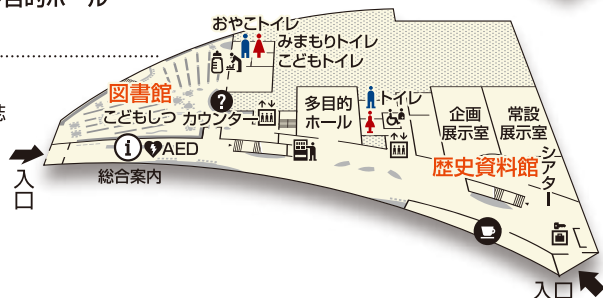 的ホール
誌
おやこトイレ
みまもりトイレ
こどもトイレ
図書館
こどもしつ
?
カウンター
多目的
ホール
トイレ
企画
展示室
常設
展示室
シアター
歴史資料館
i
AED
総合案内
入口
入口